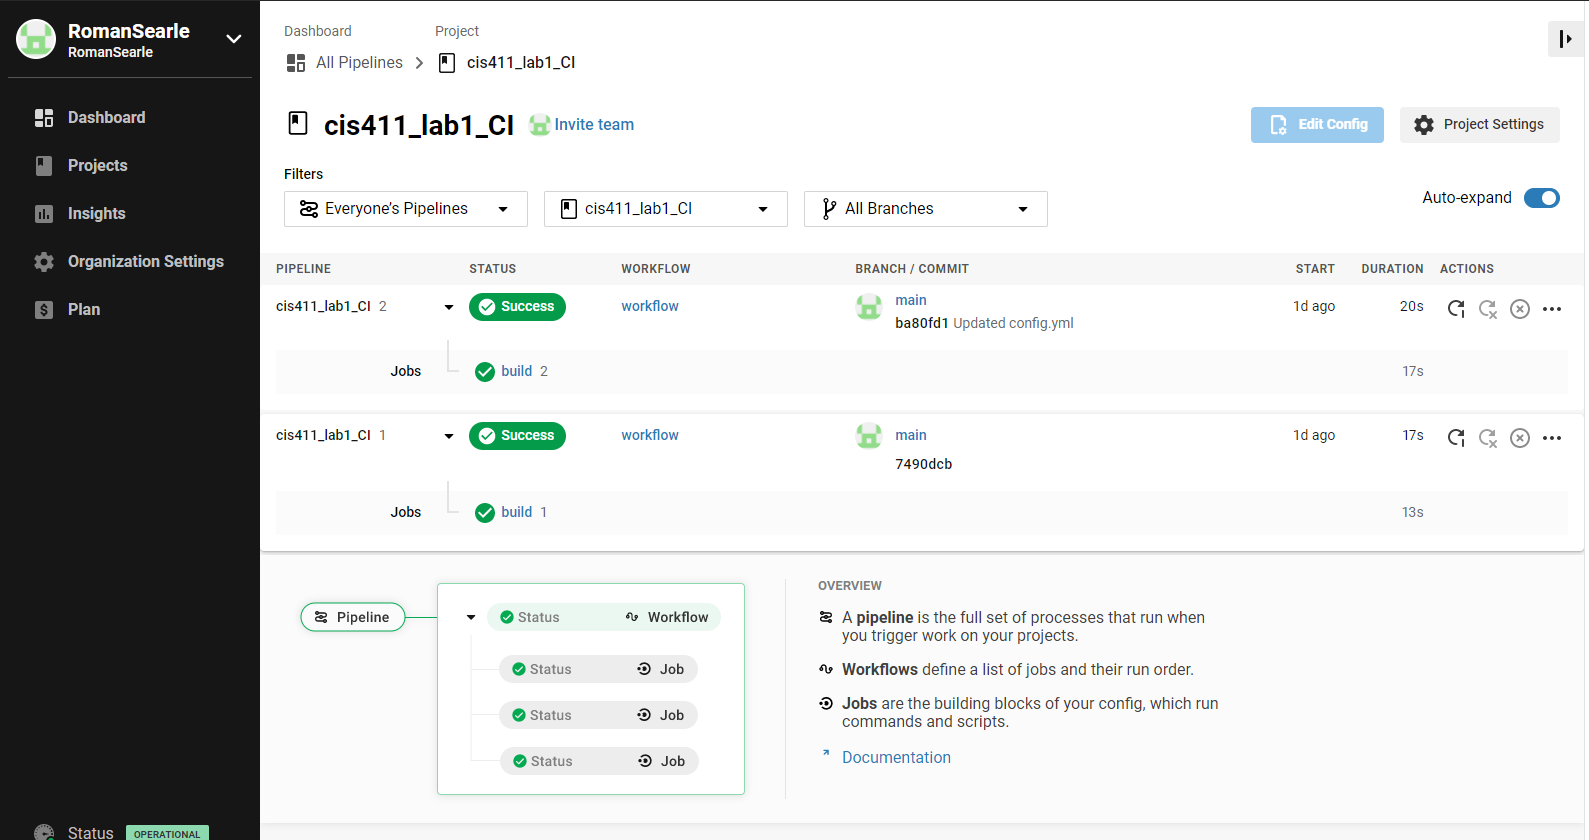 RomanSearle
RomanSearle
Dashboard
Projects
Insights
Organization Settings
Plan
Status OPERATIONAL
Dashboard Project
All Pipelines cis411_lab1_CI
cis411_lab1_CI Invite team
Edit Config Project Settings
Filters
Everyone’s Pipelines cis411_lab1_CI All Branches
Auto-expand
PIPELINE STATUS WORKFLOW BRANCH / COMMIT START DURATION ACTIONS
cis411_lab1_CI 2 Success workflow main 1d ago 20s
ba80fd1 Updated config.yml
Jobs build 2 17s
cis411_lab1_CI 1 Success workflow main 1d ago 17s
7490dcb
Jobs build 1 13s
Pipeline
Status Workflow
Status Job
Status Job
Status Job
OVERVIEW
A pipeline is the full set of processes that run when
you trigger work on your projects.
Workflows define a list of jobs and their run order.
Jobs are the building blocks of your config, which run
commands and scripts.
Documentation